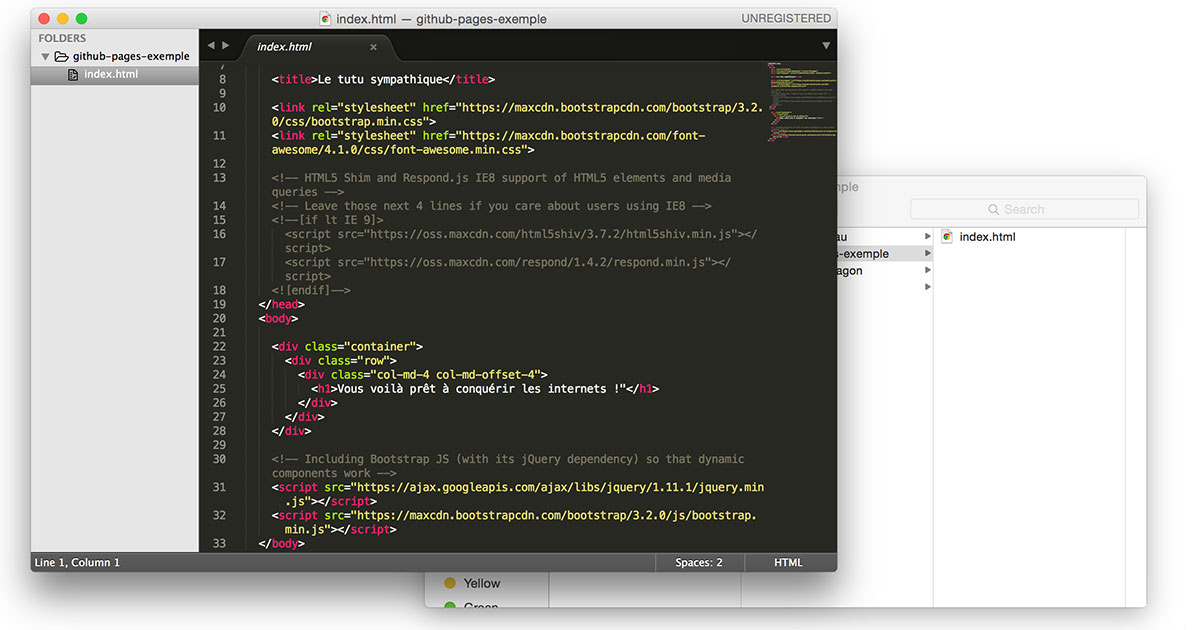 index.html — github-pages-exemple
UNREGISTERED
FOLDERS
github-pages-exemple
index.html
index.html
7
8 <title>Le tutu sympathique</title>
9
10 <link rel="stylesheet" href="https://maxcdn.bootstrapcdn.com/bootstrap/3.2.
0/css/bootstrap.min.css">
11 <link rel="stylesheet" href="https://maxcdn.bootstrapcdn.com/font-
awesome/4.1.0/css/font-awesome.min.css">
12
13 <!-- HTML5 Shim and Respond.js IE8 support of HTML5 elements and media
queries -->
14 <!-- Leave those next 4 lines if you care about users using IE8 -->
15 <!--[if lt IE 9]>
16 <script src="https://oss.maxcdn.com/html5shiv/3.7.2/html5shiv.min.js"></
script>
17 <script src="https://oss.maxcdn.com/respond/1.4.2/respond.min.js"></
script>
18 <![endif]-->
19 </head>
20 <body>
21
22 <div class="container">
23 <div class="row">
24 <div class="col-md-4 col-md-offset-4">
25 <h1>Vous voilà prêt à conquérir les internets !"</h1>
26 </div>
27 </div>
28 </div>
29
30 <!-- Including Bootstrap JS (with its jQuery dependency) so that dynamic
components work -->
31 <script src="https://ajax.googleapis.com/ajax/libs/jquery/1.11.1/jquery.min
.js"></script>
32 <script src="https://maxcdn.bootstrapcdn.com/bootstrap/3.2.0/js/bootstrap.
min.js"></script>
33 </body>
Line 1, Column 1
Spaces: 2
HTML
mple
Search
au
s-exemple
agon
index.html
Yellow
Green